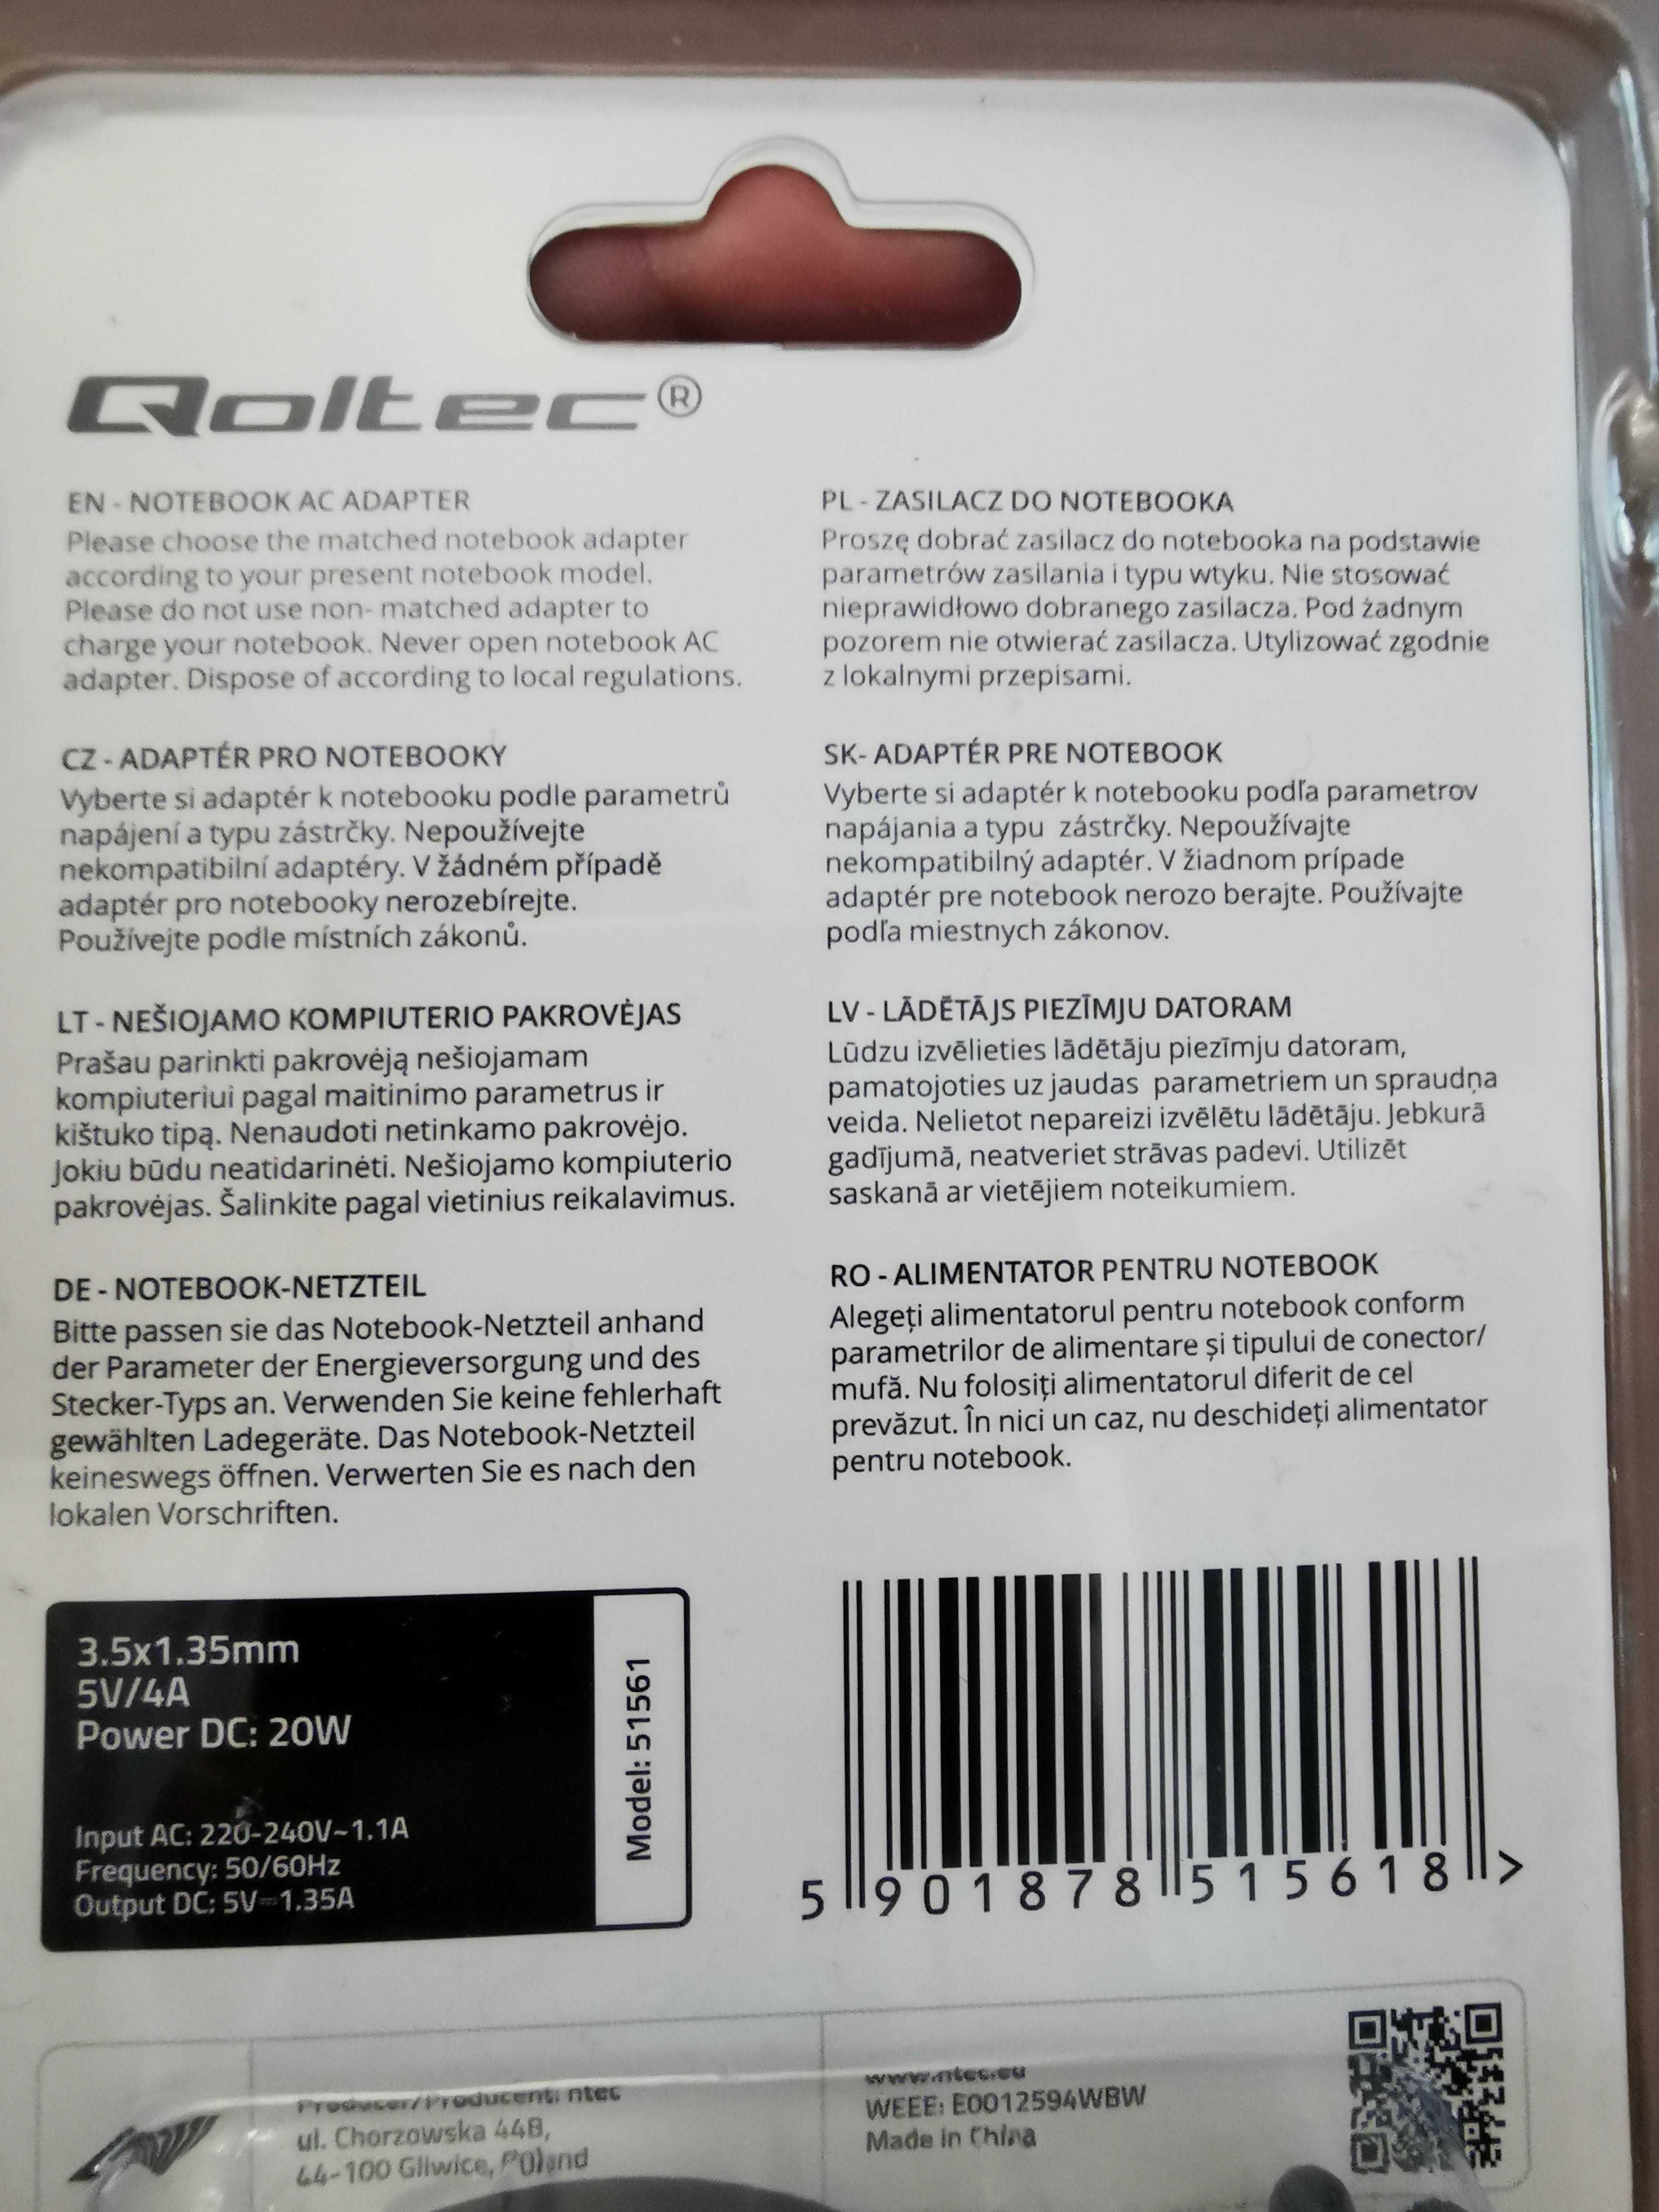 Qoltec®
EN - NOTEBOOK AC ADAPTER
Please choose the matched notebook adapter
according to your present notebook model.
Please do not use non- matched adapter to
charge your notebook. Never open notebook AC
adapter. Dispose of according to local regulations.
PL - ZASILACZ DO NOTEBOOKA
Proszę dobrać zasilacz do notebooka na podstawie
parametrów zasilania i typu wtyku. Nie stosować
nieprawidłowo dobranego zasilacza. Pod żadnym
pozorem nie otwierać zasilacza. Utylizować zgodnie
z lokalnymi przepisami.
CZ - ADAPTÉR PRO NOTEBOOKY
Vyberte si adaptér k notebooku podle parametrů
napájení a typu zástrčky. Nepoužívejte
nekompatibilní adaptéry. V žádném případě
adaptér pro notebooky nerozebírejte.
Používejte podle místních zákonů.
SK- ADAPTÉR PRE NOTEBOOK
Vyberte si adaptér k notebooku podľa parametrov
napájania a typu zástrčky. Nepoužívajte
nekompatibilný adaptér. V žiadnom prípade
adaptér pre notebook nerozo berajte. Používajte
podľa miestnych zákonov.
LT - NEŠIOJAMO KOMPIUTERIO PAKROVĖJAS
Prašau parinkti pakrovėją nešiojamam
kompiuteriui pagal maitinimo parametrus ir
kištuko tipą. Nenaudoti netinkamo pakrovėjo.
Jokiu būdu neatidarinėti. Nešiojamo kompiuterio
pakrovėjas. Šalinkite pagal vietinius reikalavimus.
LV - LĀDĒTĀJS PIEZĪMJU DATORAM
Lūdzu izvēlieties lādētāju piezīmju datoram,
pamatojoties uz jaudas parametriem un spraudņa
veida. Nelietot nepareizi izvēlētu lādētāju. Jebkurā
gadījumā, neatveriet strāvas padevi. Utilizēt
saskanā ar vietējiem noteikumiem.
DE - NOTEBOOK-NETZTEIL
Bitte passen sie das Notebook-Netzteil anhand
der Parameter der Energieversorgung und des
Stecker-Typs an. Verwenden Sie keine fehlerhaft
gewählten Ladegeräte. Das Notebook-Netzteil
keineswegs öffnen. Verwerten Sie es nach den
lokalen Vorschriften.
RO - ALIMENTATOR PENTRU NOTEBOOK
Alegeți alimentatorul pentru notebook conform
parametrilor de alimentare și tipului de conector/
mufă. Nu folosiți alimentatorul diferit de cel
prevăzut. În nici un caz, nu deschideți alimentator
pentru notebook.
3.5x1.35mm
5V/4A
Power DC: 20W
Input AC: 220-240V~1.1A
Frequency: 50/60Hz
Output DC: 5V⎓1.35A
Model: 51561
5 901878 515618 >
Producer/Producent: ntec
ul. Chorzowska 44B,
44-100 Gliwice, Poland
www.ntec.eu
WEEE: E0012594WBW
Made in China